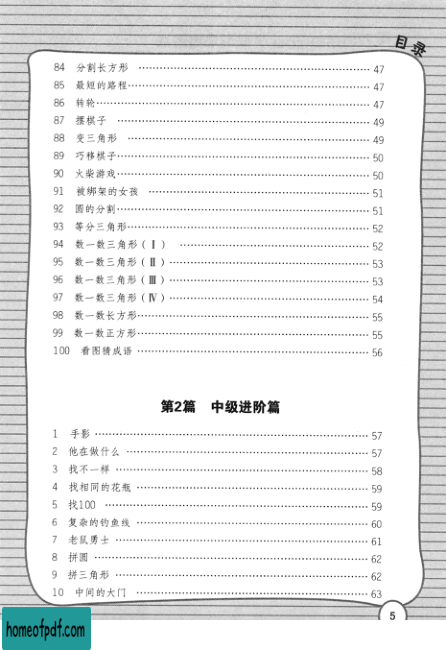 目录
84 分割长方形 …… 47
85 最短的路程 …… 47
86 转轮 …… 47
87 摆棋子 …… 49
88 变三角形 …… 49
89 巧移棋子 …… 50
90 火柴游戏 …… 50
91 被绑架的女孩 …… 51
92 圆的分割 …… 51
93 等分三角形 …… 52
94 数一数三角形(Ⅰ) …… 52
95 数一数三角形(Ⅱ) …… 53
96 数一数三角形(Ⅲ) …… 53
97 数一数三角形(Ⅳ) …… 54
98 数一数长方形 …… 55
99 数一数正方形 …… 55
100 看图猜成语 …… 56
第2篇 中级进阶篇
1 手影 …… 57
2 他在做什么 …… 57
3 找不一样 …… 58
4 找相同的花瓶 …… 59
5 找100 …… 59
6 复杂的钓鱼线 …… 60
7 老鼠勇士 …… 61
8 拼圆 …… 62
9 拼三角形 …… 62
10 中间的大门 …… 63
5
homeofpdf.com